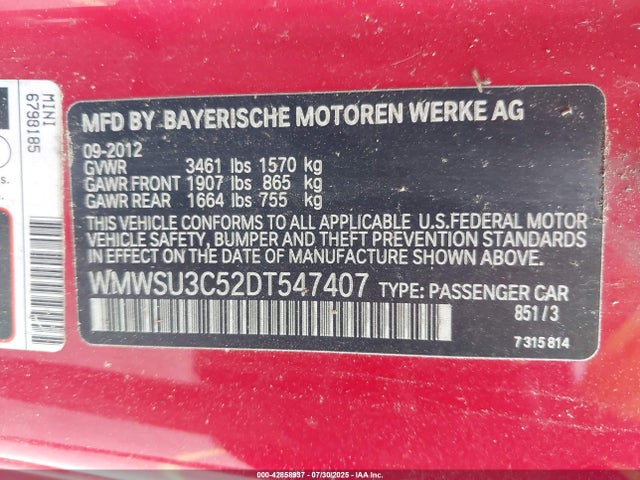 MFD BY BAYERISCHE MOTOREN WERKE AG
09-2012
GVWR 3461 lbs 1570 kg
GAWR FRONT 1907 lbs 865 kg
GAWR REAR 1664 lbs 755 kg
THIS VEHICLE CONFORMS TO ALL APPLICABLE U.S.FEDERAL MOTOR
VEHICLE SAFETY, BUMPER AND THEFT PREVENTION STANDARDS
IN EFFECT ON THE DATE OF MANUFACTURE SHOWN ABOVE.
WMWSU3C52DT547407 TYPE: PASSENGER CAR
851/3
7 315 814
MINI
6798185
s.
000-42858937 - 07/30/2025 - IAA, Inc.